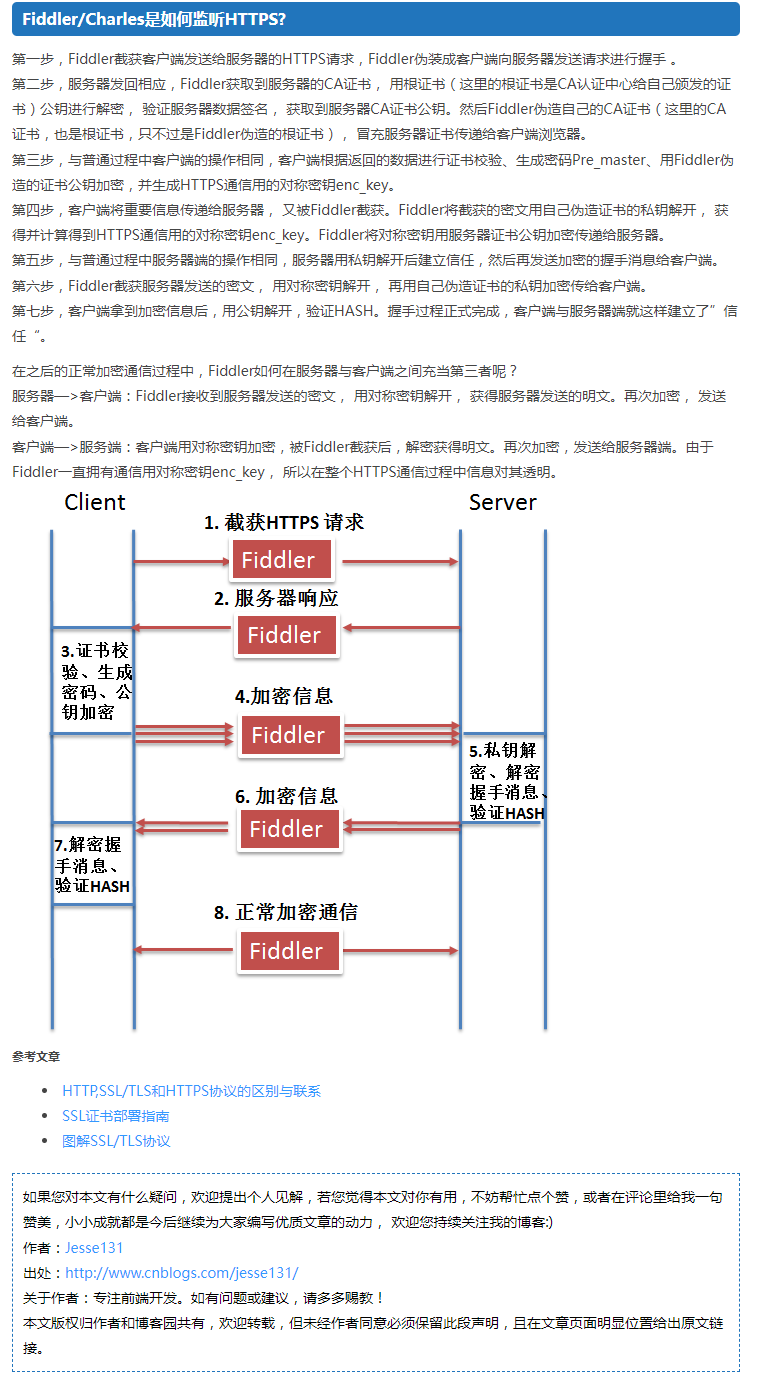 Fiddler/Charles是如何监听HTTPS?
第一步，Fiddler截获客户端发送给服务器的HTTPS请求，Fiddler伪装成客户端向服务器发送请求进行握手 。
第二步，服务器发回相应，Fiddler获取到服务器的CA证书， 用根证书（这里的根证书是CA认证中心给自己颁发的证
书）公钥进行解密， 验证服务器数据签名， 获取到服务器CA证书公钥。然后Fiddler伪造自己的CA证书（这里的CA
证书，也是根证书，只不过是Fiddler伪造的根证书）， 冒充服务器证书传递给客户端浏览器。
第三步，与普通过程中客户端的操作相同，客户端根据返回的数据进行证书校验、生成密码Pre_master、用Fiddler伪
造的证书公钥加密，并生成HTTPS通信用的对称密钥enc_key。
第四步，客户端将重要信息传递给服务器， 又被Fiddler截获。Fiddler将截获的密文用自己伪造证书的私钥解开， 获
得并计算得到HTTPS通信用的对称密钥enc_key。Fiddler将对称密钥用服务器证书公钥加密传递给服务器。
第五步，与普通过程中服务器端的操作相同，服务器用私钥解开后建立信任，然后再发送加密的握手消息给客户端。
第六步，Fiddler截获服务器发送的密文， 用对称密钥解开， 再用自己伪造证书的私钥加密传给客户端。
第七步，客户端拿到加密信息后，用公钥解开，验证HASH。握手过程正式完成，客户端与服务器端就这样建立了”信
任“。
在之后的正常加密通信过程中，Fiddler如何在服务器与客户端之间充当第三者呢？
服务器—>客户端：Fiddler接收到服务器发送的密文， 用对称密钥解开， 获得服务器发送的明文。再次加密， 发送
给客户端。
客户端—>服务端：客户端用对称密钥加密，被Fiddler截获后，解密获得明文。再次加密，发送给服务器端。由于
Fiddler一直拥有通信用对称密钥enc_key， 所以在整个HTTPS通信过程中信息对其透明。
Client
Server
1. 截获HTTPS 请求
Fiddler
2. 服务器响应
Fiddler
3.证书校
验、生成
密码、公
钥加密
4.加密信息
Fiddler
5.私钥解
密、解密
握手消息、
验证HASH
6. 加密信息
Fiddler
7.解密握
手消息、
验证HASH
8. 正常加密通信
Fiddler
参考文章
• HTTP,SSL/TLS和HTTPS协议的区别与联系
• SSL证书部署指南
• 图解SSL/TLS协议
如果您对本文有什么疑问，欢迎提出个人见解，若您觉得本文对你有用，不妨帮忙点个赞，或者在评论里给我一句
赞美，小小成就都是今后继续为大家编写优质文章的动力， 欢迎您持续关注我的博客:)
作者：Jesse131
出处：http://www.cnblogs.com/jesse131/
关于作者：专注前端开发。如有问题或建议，请多多赐教！
本文版权归作者和博客园共有，欢迎转载，但未经作者同意必须保留此段声明，且在文章页面明显位置给出原文链
接。